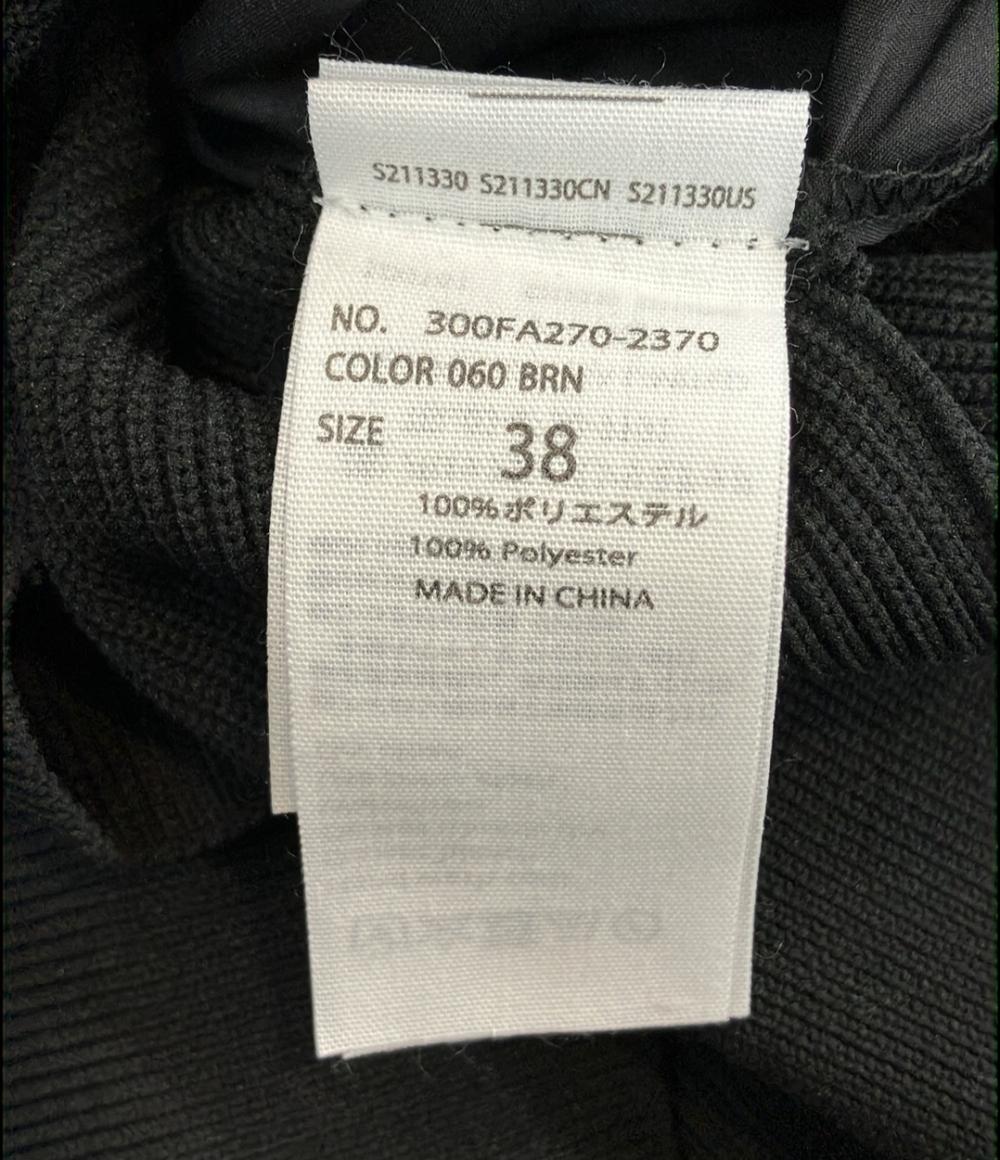 S211330 S211330CN S211330US
NO. 300FA270-2370
COLOR 060 BRN
SIZE 38
100%ポリエステル
100% Polyester
MADE IN CHINA